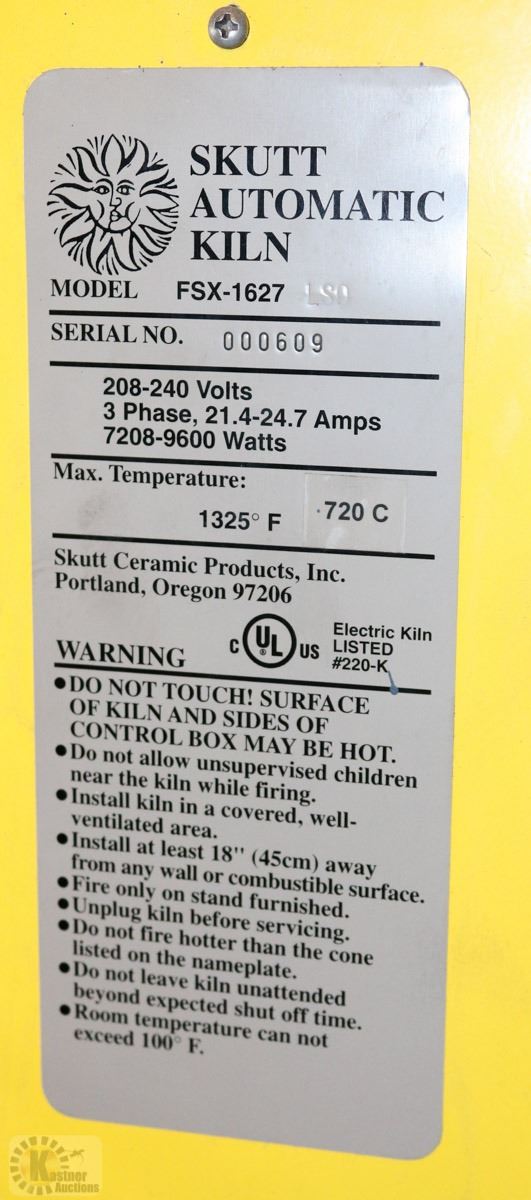 SKUTT
AUTOMATIC
KILN
MODEL FSX-1627 LSO
SERIAL NO. 000609
208-240 Volts
3 Phase, 21.4-24.7 Amps
7208-9600 Watts
Max. Temperature:
1325° F 720 C
Skutt Ceramic Products, Inc.
Portland, Oregon 97206
WARNING
C UL ® US
Electric Kiln
LISTED
#220-K
•DO NOT TOUCH! SURFACE
OF KILN AND SIDES OF
CONTROL BOX MAY BE HOT.
•Do not allow unsupervised children
near the kiln while firing.
•Install kiln in a covered, well-
ventilated area.
•Install at least 18" (45cm) away
from any wall or combustible surface.
•Fire only on stand furnished.
•Unplug kiln before servicing.
•Do not fire hotter than the cone
listed on the nameplate.
•Do not leave kiln unattended
beyond expected shut off time.
•Room temperature can not
exceed 100° F.
Kastner
Auctions